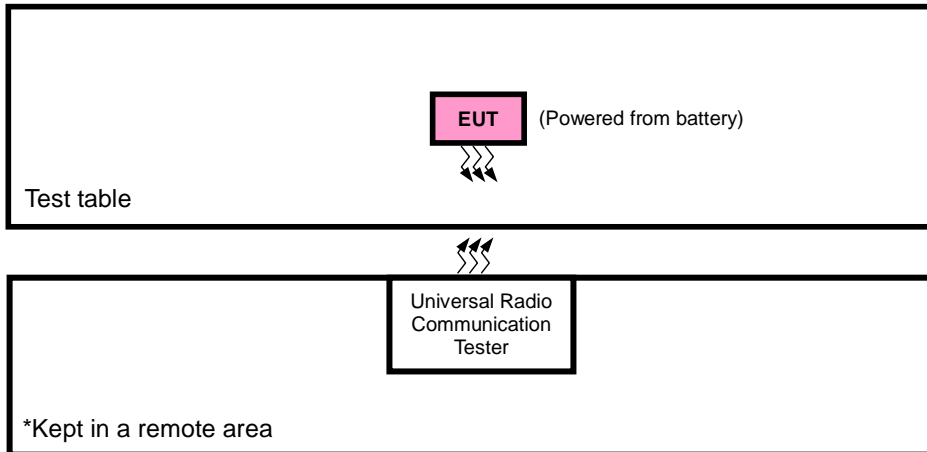 EUT (Powered from battery)
Test table
Universal Radio
Communication
Tester
*Kept in a remote area